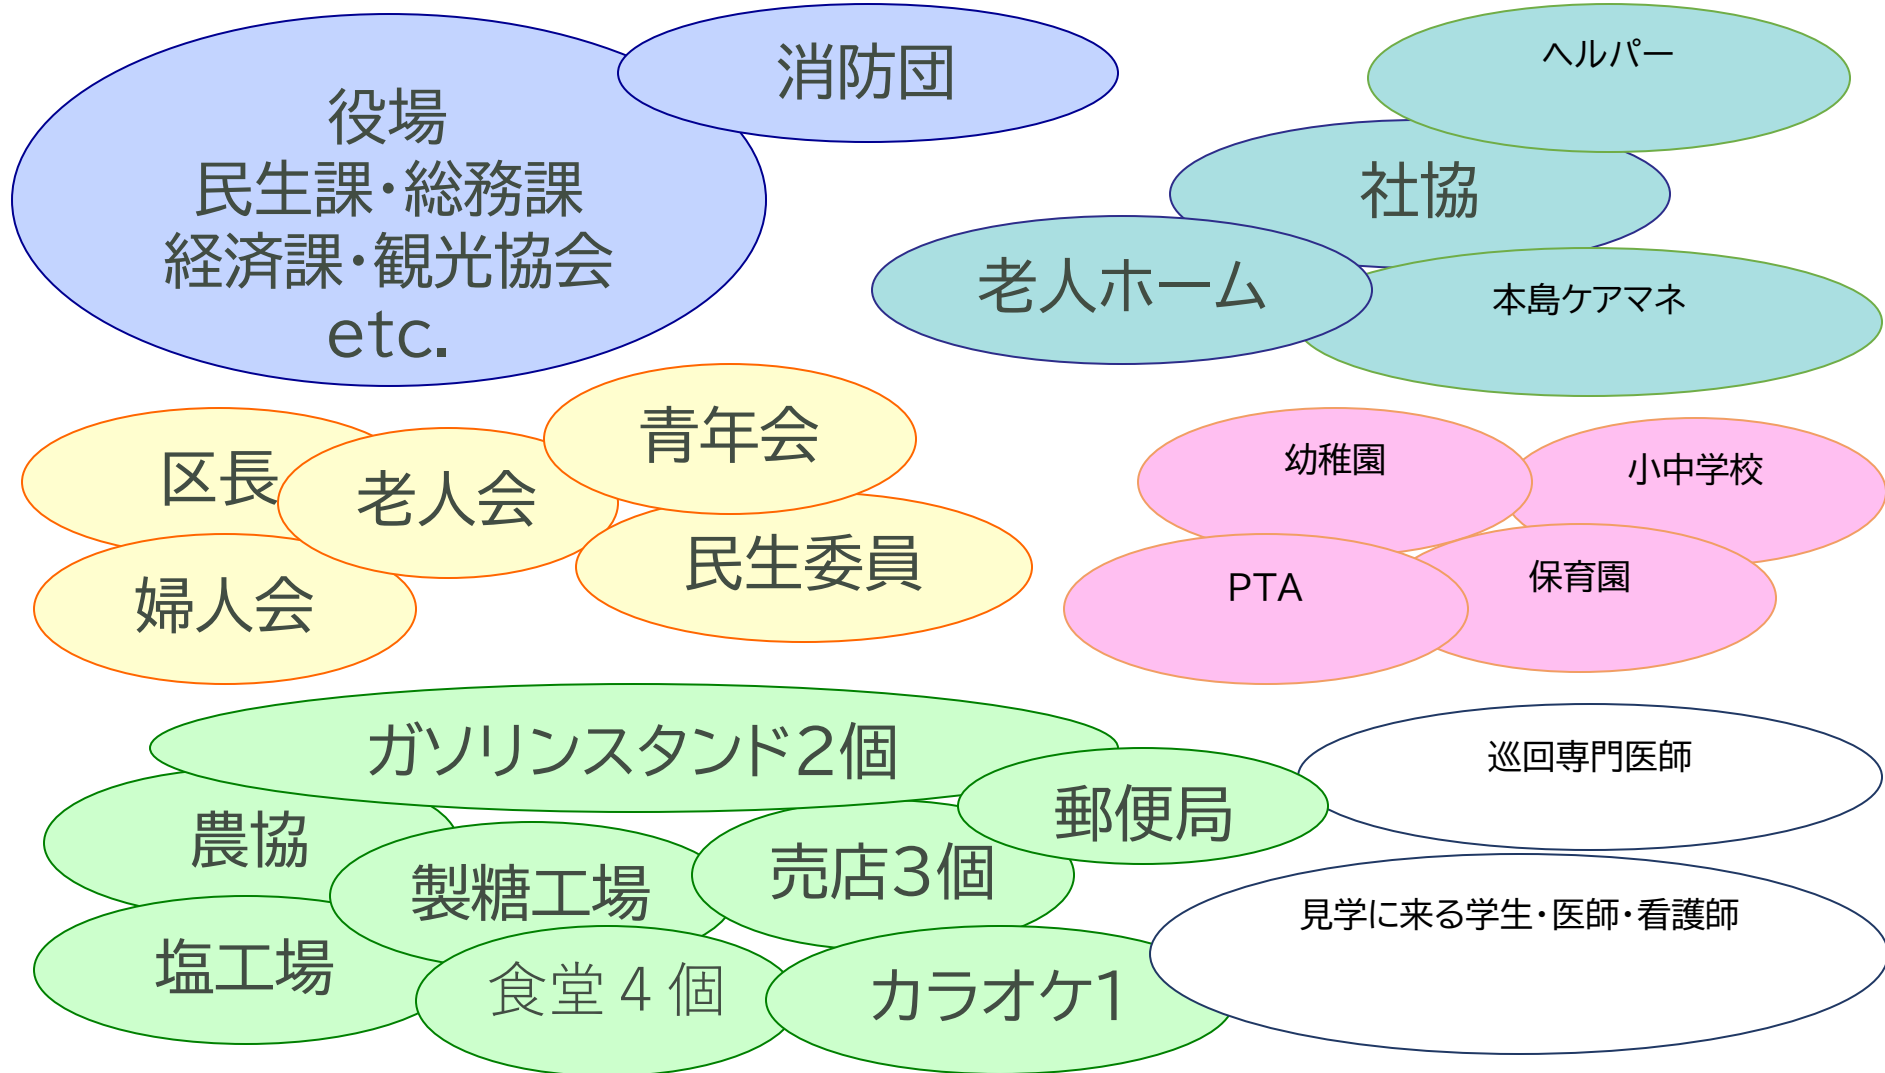 役場
民生課・総務課
経済課・観光協会
etc.
消防団
ヘルパー
社協
老人ホーム
本島ケアマネ
区長
老人会
青年会
婦人会
民生委員
幼稚園
小中学校
PTA
保育園
ガソリンスタンド2個
農協
製糖工場
売店3個
郵便局
塩工場
食堂４個
カラオケ1
巡回専門医師
見学に来る学生・医師・看護師